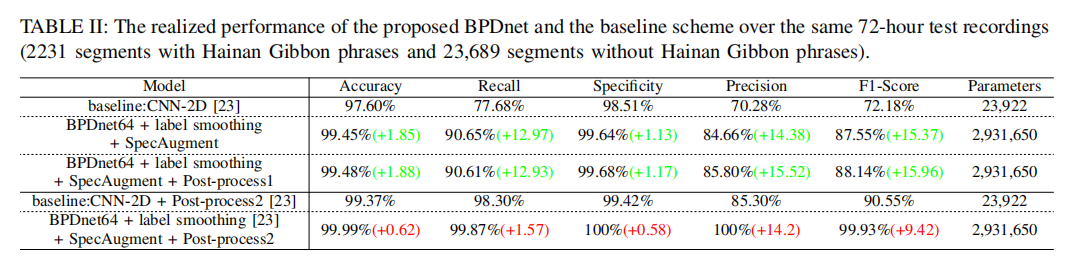 TABLE II: The realized performance of the proposed BPDnet and the baseline scheme over the same 72-hour test recordings
(2231 segments with Hainan Gibbon phrases and 23,689 segments without Hainan Gibbon phrases).
Model Accuracy Recall Specificity Precision F1-Score Parameters
baseline:CNN-2D [23] 97.60% 77.68% 98.51% 70.28% 72.18% 23,922
BPDnet64 + label smoothing
+ SpecAugment 99.45%(+1.85) 90.65%(+12.97) 99.64%(+1.13) 84.66%(+14.38) 87.55%(+15.37) 2,931,650
BPDnet64 + label smoothing
+ SpecAugment + Post-process1 99.48%(+1.88) 90.61%(+12.93) 99.68%(+1.17) 85.80%(+15.52) 88.14%(+15.96) 2,931,650
baseline:CNN-2D + Post-process2 [23] 99.37% 98.30% 99.42% 85.30% 90.55% 23,922
BPDnet64 + label smoothing [23]
+ SpecAugment + Post-process2 99.99%(+0.62) 99.87%(+1.57) 100%(+0.58) 100%(+14.2) 99.93%(+9.42) 2,931,650